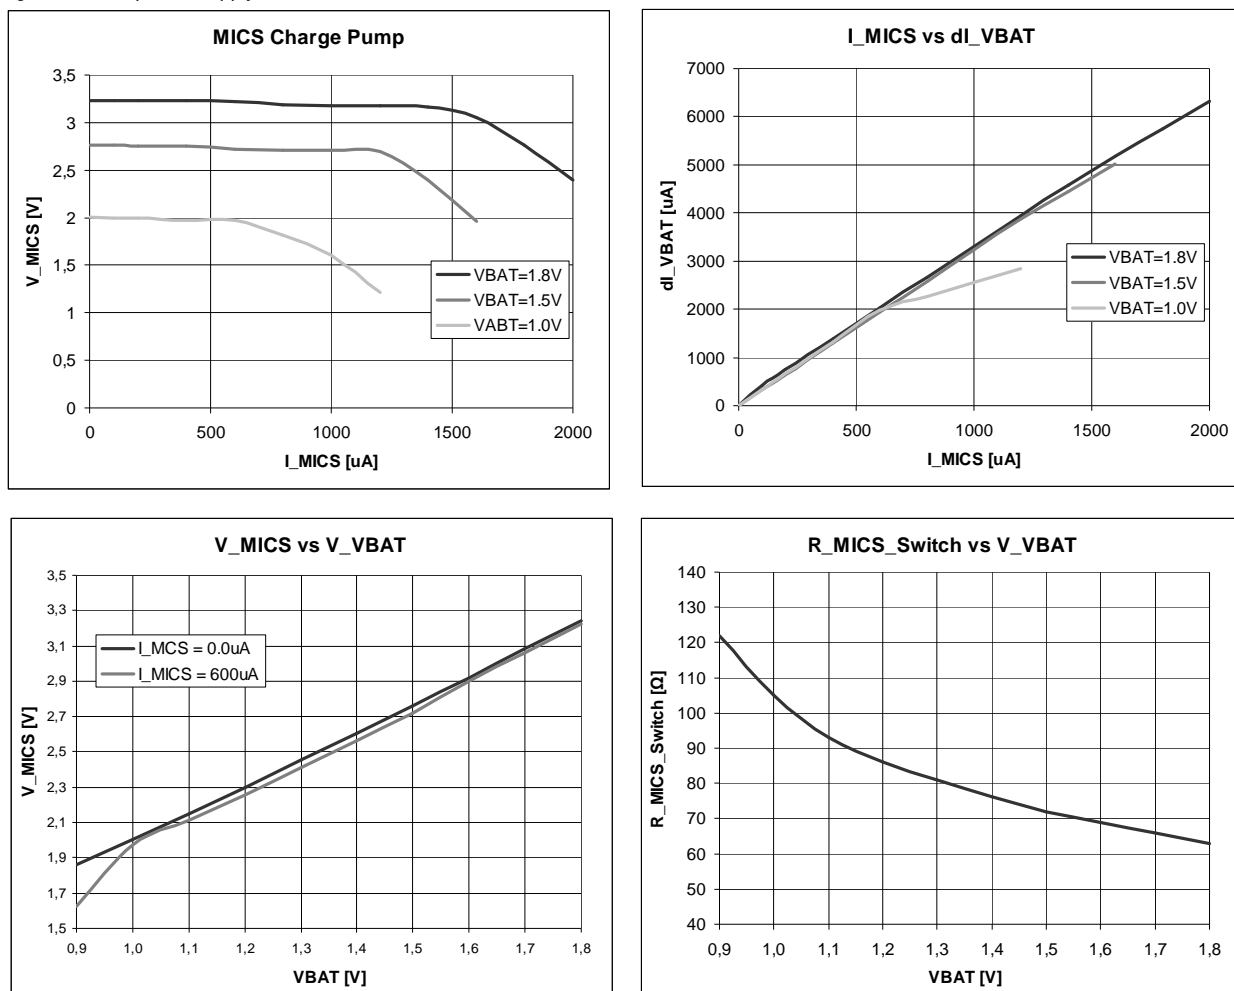 MICS Charge Pump
3,5
3
2,5
2
1,5
1
0,5
0
V_MICS [V]
VBAT=1.8V
VBAT=1.5V
VABT=1.0V
0 500 1000 1500 2000
I_MICS [uA]
I_MICS vs dI_VBAT
7000
6000
5000
4000
3000
2000
1000
0
dI_VBAT [uA]
VBAT=1.8V
VBAT=1.5V
VBAT=1.0V
0 500 1000 1500 2000
I_MICS [uA]
V_MICS vs V_VBAT
3,5
3,3
3,1
2,9
2,7
2,5
2,3
2,1
1,9
1,7
1,5
V_MICS [V]
I_MCS = 0.0uA
I_MICS = 600uA
0,9 1,0 1,1 1,2 1,3 1,4 1,5 1,6 1,7 1,8
VBAT [V]
R_MICS_Switch vs V_VBAT
140
130
120
110
100
90
80
70
60
50
40
R_MICS_Switch [Ω]
0,9 1,0 1,1 1,2 1,3 1,4 1,5 1,6 1,7 1,8
VBAT [V]